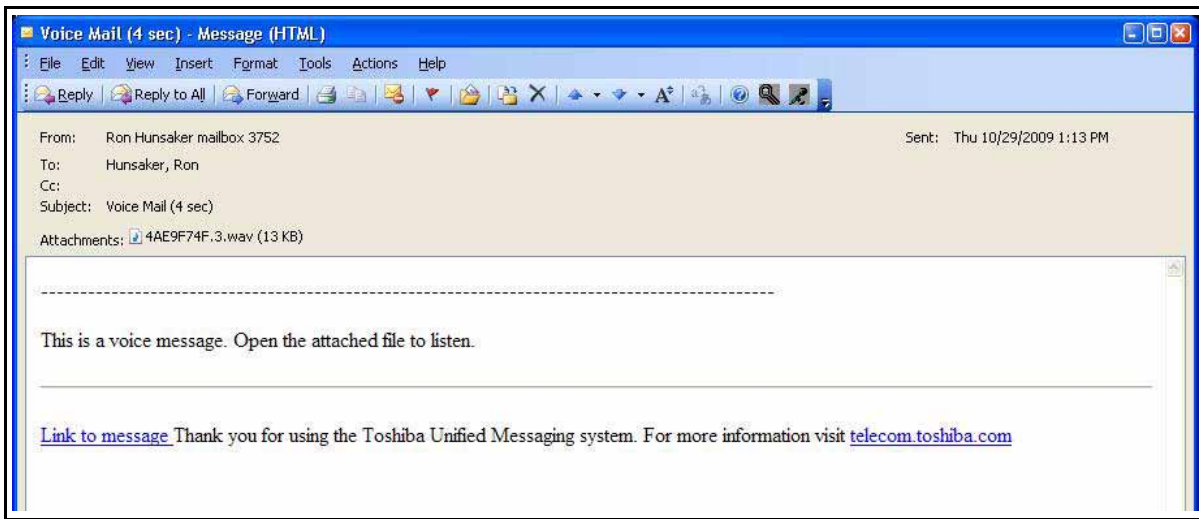 Voice Mail (4 sec) - Message (HTML)
File Edit View Insert Format Tools Actions Help
Reply Reply to All Forward
From: Ron Hunsaker mailbox 3752 Sent: Thu 10/29/2009 1:13 PM
To: Hunsaker, Ron
Cc:
Subject: Voice Mail (4 sec)
Attachments: 4AE9F74F.3.wav (13 KB)
This is a voice message. Open the attached file to listen.
Link to message Thank you for using the Toshiba Unified Messaging system. For more information visit telecom.toshiba.com